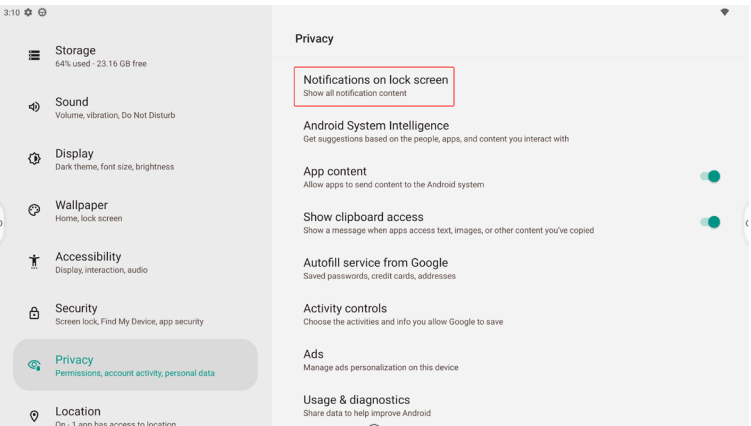 3:10
Storage
64% used - 23.16 GB free
Sound
Volume, vibration, Do Not Disturb
Display
Dark theme, font size, brightness
Wallpaper
Home, lock screen
Accessibility
Display, interaction, audio
Security
Screen lock, Find My Device, app security
Privacy
Permissions, account activity, personal data
Location
On - 1 app has access to location
Privacy
Notifications on lock screen
Show all notification content
Android System Intelligence
Get suggestions based on the people, apps, and content you interact with
App content
Allow apps to send content to the Android system
Show clipboard access
Show a message when apps access text, images, or other content you've copied
Autofill service from Google
Saved passwords, credit cards, addresses
Activity controls
Choose the activities and info you allow Google to save
Ads
Manage ads personalization on this device
Usage & diagnostics
Share data to help improve Android